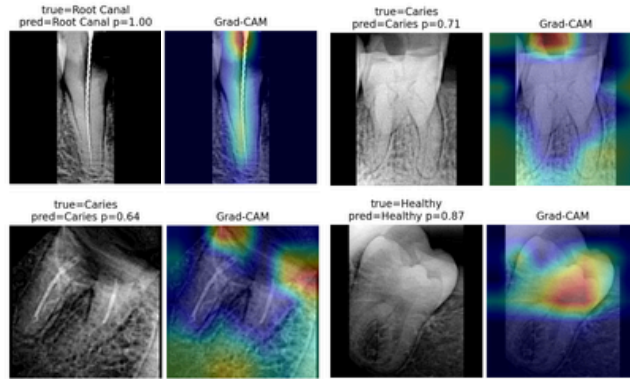 true=Root Canal
pred=Root Canal p=1.00
Grad-CAM
true=Caries
pred=Caries p=0.71
Grad-CAM
true=Caries
pred=Caries p=0.64
Grad-CAM
true=Healthy
pred=Healthy p=0.87
Grad-CAM